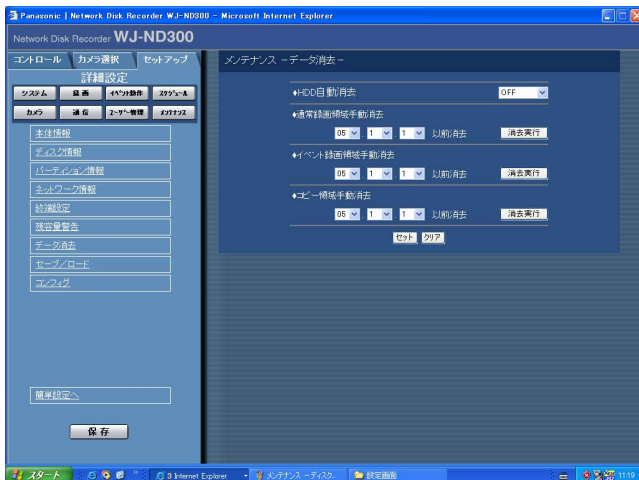 Panasonic | Network Disk Recorder WJ-ND300 - Microsoft Internet Explorer
Network Disk Recorder WJ-ND300
コントロール カメラ選択 セットアップ
詳細設定
システム 録画 イベント動作 スケジュール
カメラ 通信 ユーザー管理 メンテナンス
本体情報
ディスク情報
パーティション情報
ネットワーク情報
終端設定
残容量警告
データ消去
セーブ/ロード
コンフィグ
簡単設定へ
保存
メンテナンス －データ消去－
♦HDD自動消去 OFF
♦通常録画領域手動消去
05 . 1 . 1 以前消去 消去実行
♦イベント録画領域手動消去
05 . 1 . 1 以前消去 消去実行
♦コピー領域手動消去
05 . 1 . 1 以前消去 消去実行
セット クリア
スタート 3 Internet Explorer メンテナンス －ディスク.. 設定画面 11:19